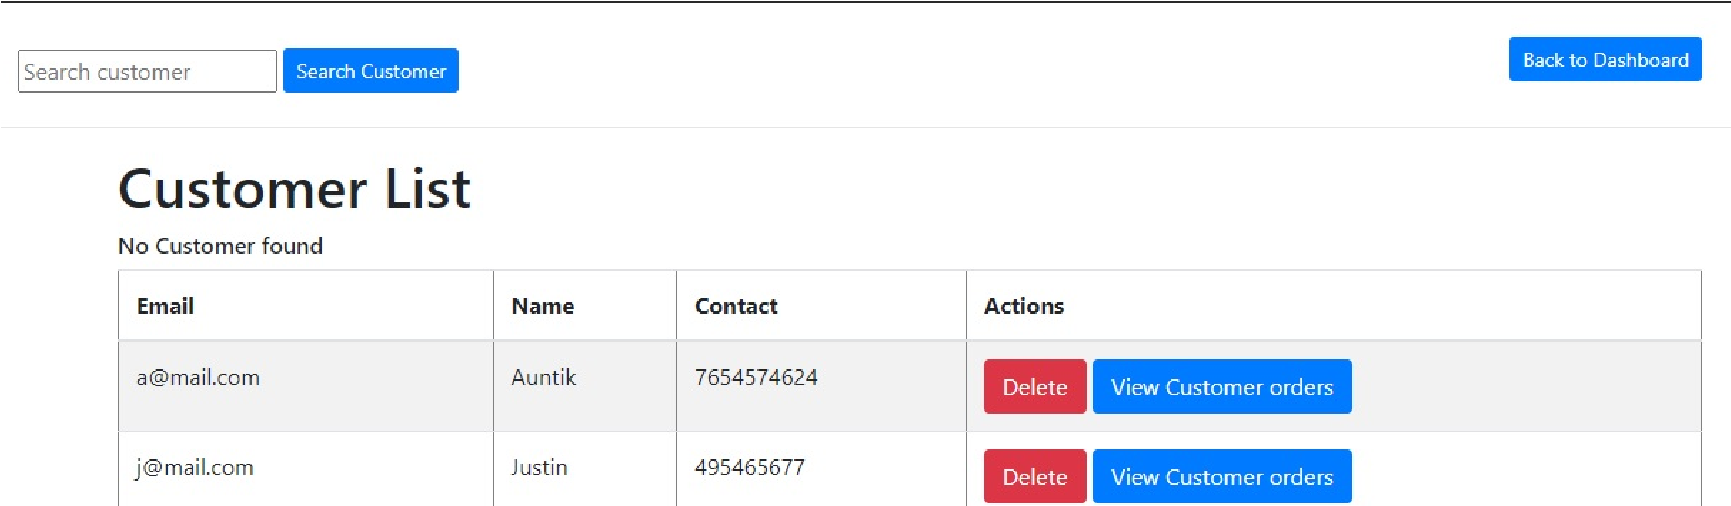 Search customer Search Customer Back to Dashboard
Customer List
No Customer found
Email Name Contact Actions
a@mail.com Auntik 7654574624 Delete View Customer orders
j@mail.com Justin 495465677 Delete View Customer orders